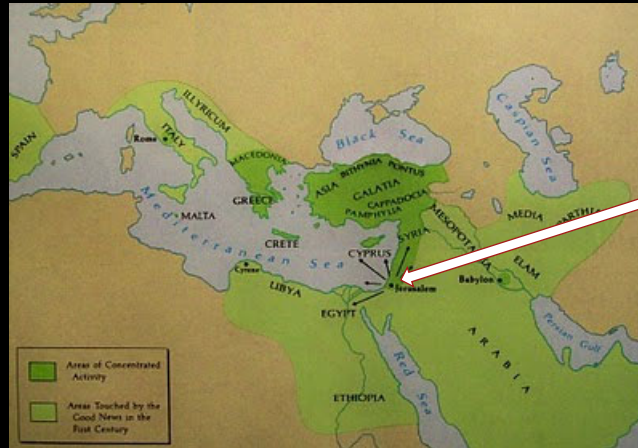 Caspian Sea
Black Sea
ILLYRICUM
SPAIN
Rome
ITALY
MACEDONIA
BITHYNIA
PONTUS
ASIA
GALATIA
CAPPADOCIA
PAMPHYLIA
GREECE
MALTA
Mediterranean Sea
CRETE
CYPRUS
SYRIA
MESOPOTAMIA
MEDIA
PARTHIA
ELAM
Babylon
Cyrene
LIBYA
Jerusalem
EGYPT
Persian Gulf
ARABIA
Red Sea
ETHIOPIA
Areas of Concentrated
Activity
Areas Touched by the
Good News in the
First Century